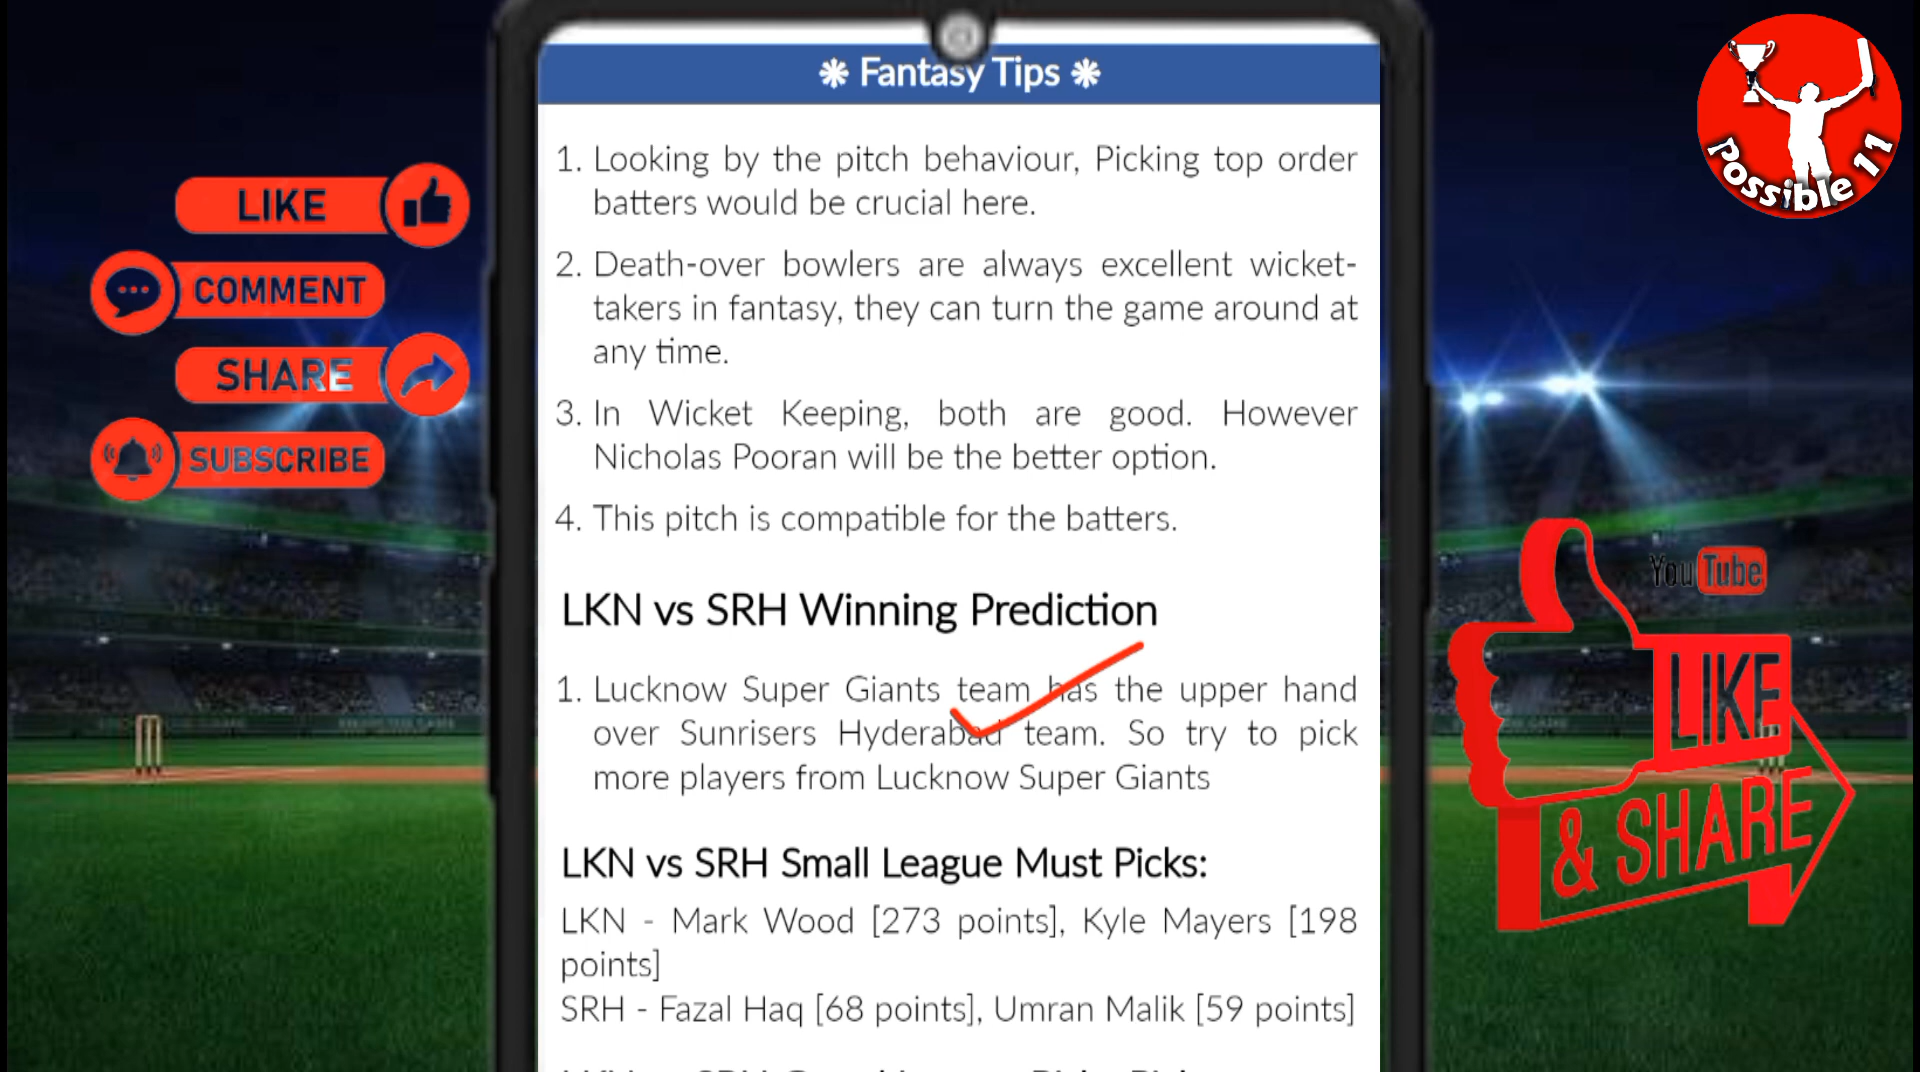 * Fantasy Tips *
1. Looking by the pitch behaviour, Picking top order
batters would be crucial here.
2. Death-over bowlers are always excellent wicket-
takers in fantasy, they can turn the game around at
any time.
3. In Wicket Keeping, both are good. However
Nicholas Pooran will be the better option.
4. This pitch is compatible for the batters.
LKN vs SRH Winning Prediction
1. Lucknow Super Giants team has the upper hand
over Sunrisers Hyderabad team. So try to pick
more players from Lucknow Super Giants
LKN vs SRH Small League Must Picks:
LKN - Mark Wood [273 points], Kyle Mayers [198
points]
SRH - Fazal Haq [68 points], Umran Malik [59 points]
LIKE
COMMENT
SHARE
SUBSCRIBE
Possible 11
YouTube
LIKE
& SHARE